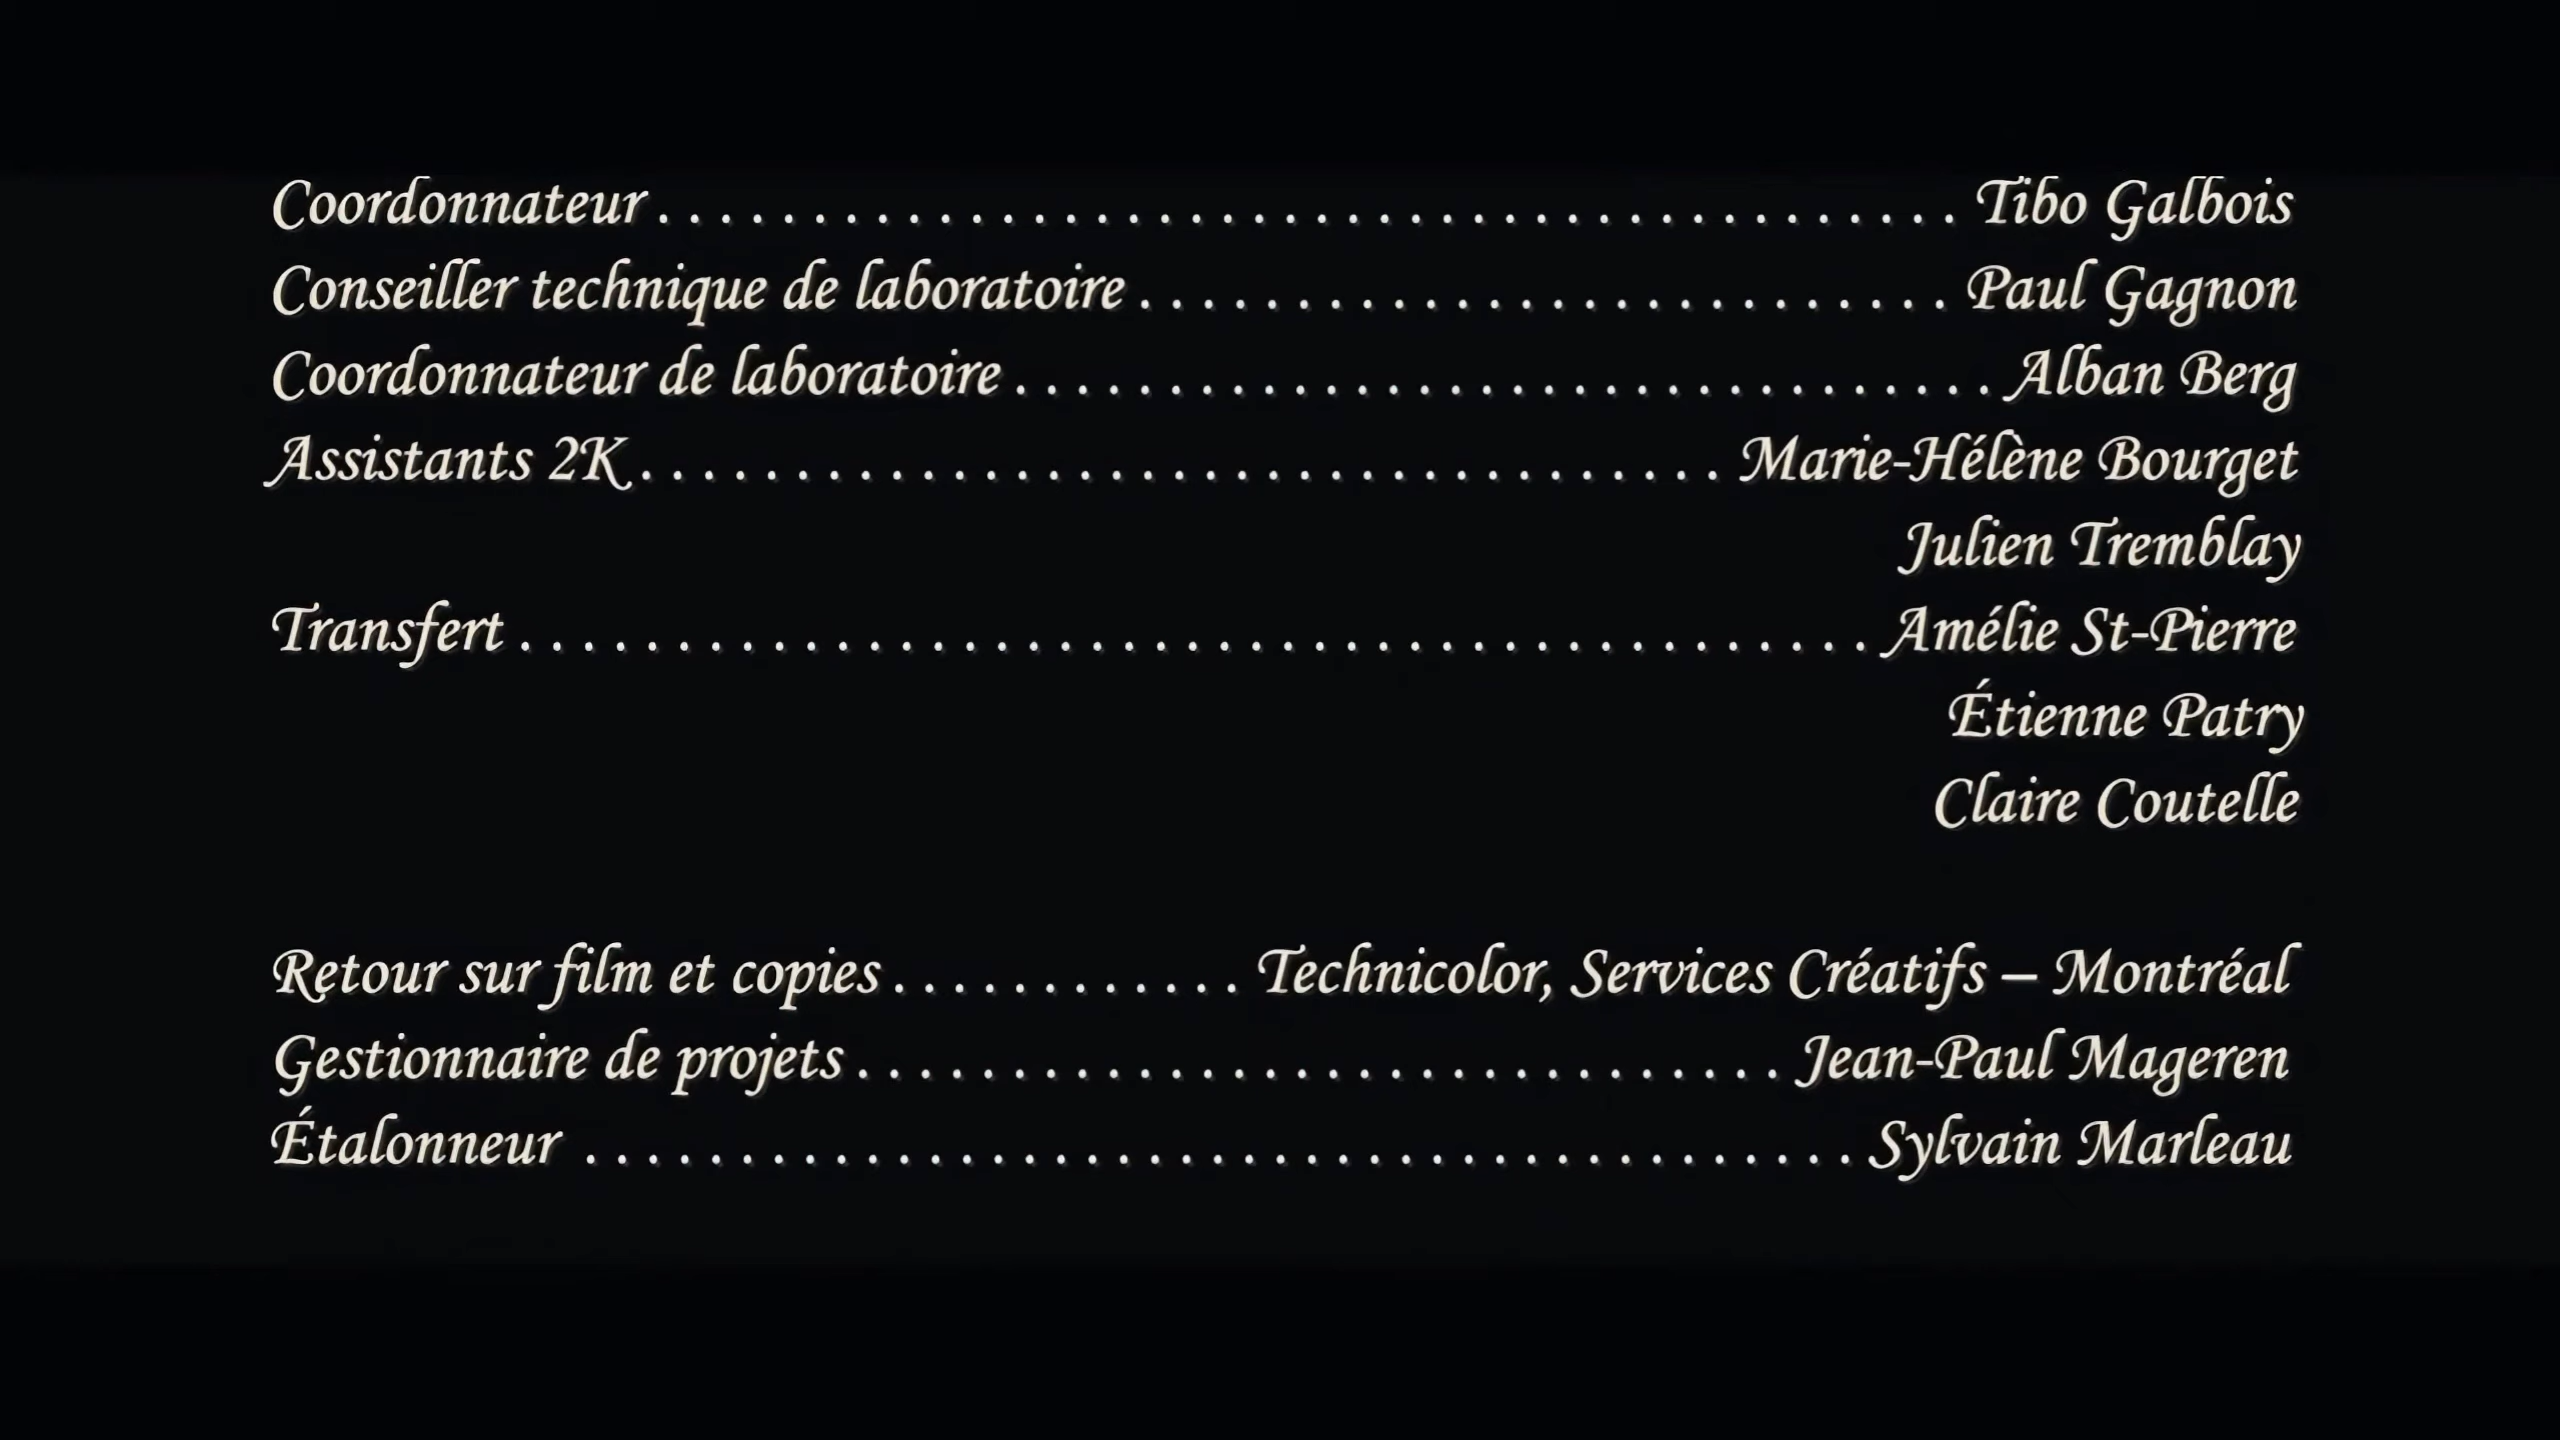 Coordonnateur . . . . . . . . . . . . . . . . . . . . . . . . . . . . . . . . . . . . . . . . . . Tibo Galbois
Conseiller technique de laboratoire . . . . . . . . . . . . . . . . . . . . . . . . . . Paul Gagnon
Coordonnateur de laboratoire . . . . . . . . . . . . . . . . . . . . . . . . . . . . . . . . Alban Berg
Assistants 2K . . . . . . . . . . . . . . . . . . . . . . . . . . . . . . . . . . . Marie-Hélène Bourget
Julien Tremblay
Transfert . . . . . . . . . . . . . . . . . . . . . . . . . . . . . . . . . . . . . . . . . . . Amélie St-Pierre
Étienne Patry
Claire Coutelle
Retour sur film et copies . . . . . . . . . . . . Technicolor, Services Créatifs – Montréal
Gestionnaire de projets . . . . . . . . . . . . . . . . . . . . . . . . . . . . . . Jean-Paul Mageren
Étalonneur . . . . . . . . . . . . . . . . . . . . . . . . . . . . . . . . . . . . . . . . . Sylvain Marleau